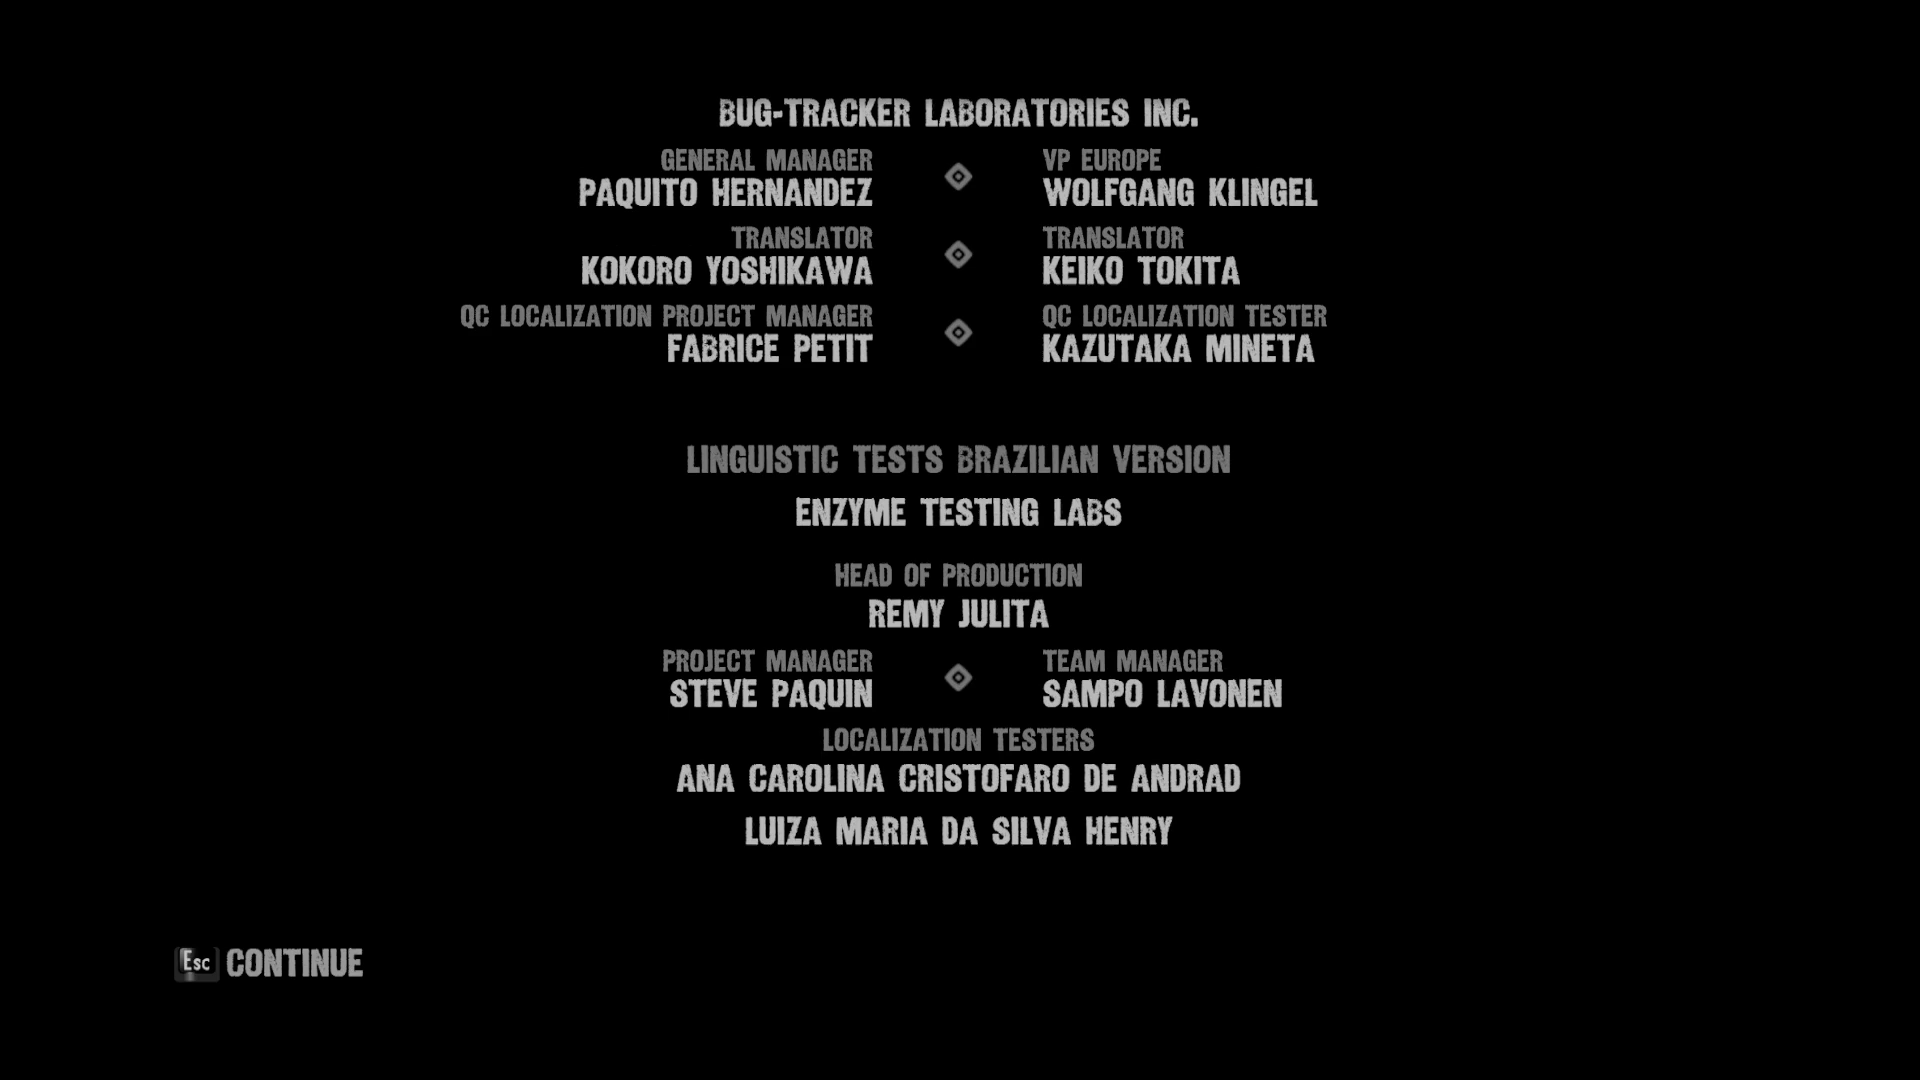 BUG-TRACKER LABORATORIES INC.
GENERAL MANAGER
PAQUITO HERNANDEZ
VP EUROPE
WOLFGANG KLINGEL
TRANSLATOR
KOKORO YOSHIKAWA
TRANSLATOR
KEIKO TOKITA
QC LOCALIZATION PROJECT MANAGER
FABRICE PETIT
QC LOCALIZATION TESTER
KAZUTAKA MINETA
LINGUISTIC TESTS BRAZILIAN VERSION
ENZYME TESTING LABS
HEAD OF PRODUCTION
REMY JULITA
PROJECT MANAGER
STEVE PAQUIN
TEAM MANAGER
SAMPO LAVONEN
LOCALIZATION TESTERS
ANA CAROLINA CRISTOFARO DE ANDRAD
LUIZA MARIA DA SILVA HENRY
Esc CONTINUE